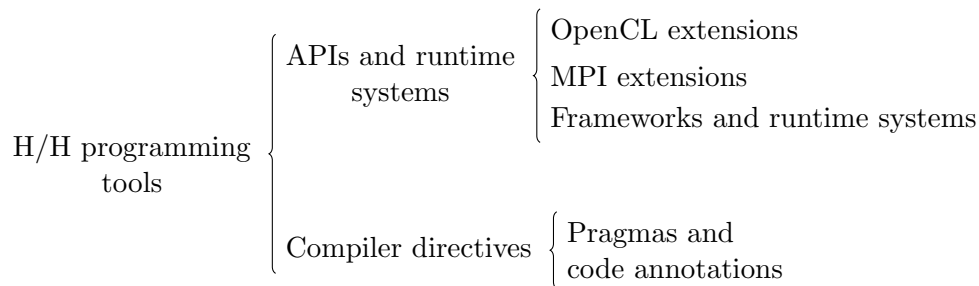 H/H programming
tools
APIs and runtime
systems
OpenCL extensions
MPI extensions
Frameworks and runtime systems
Compiler directives
Pragmas and
code annotations